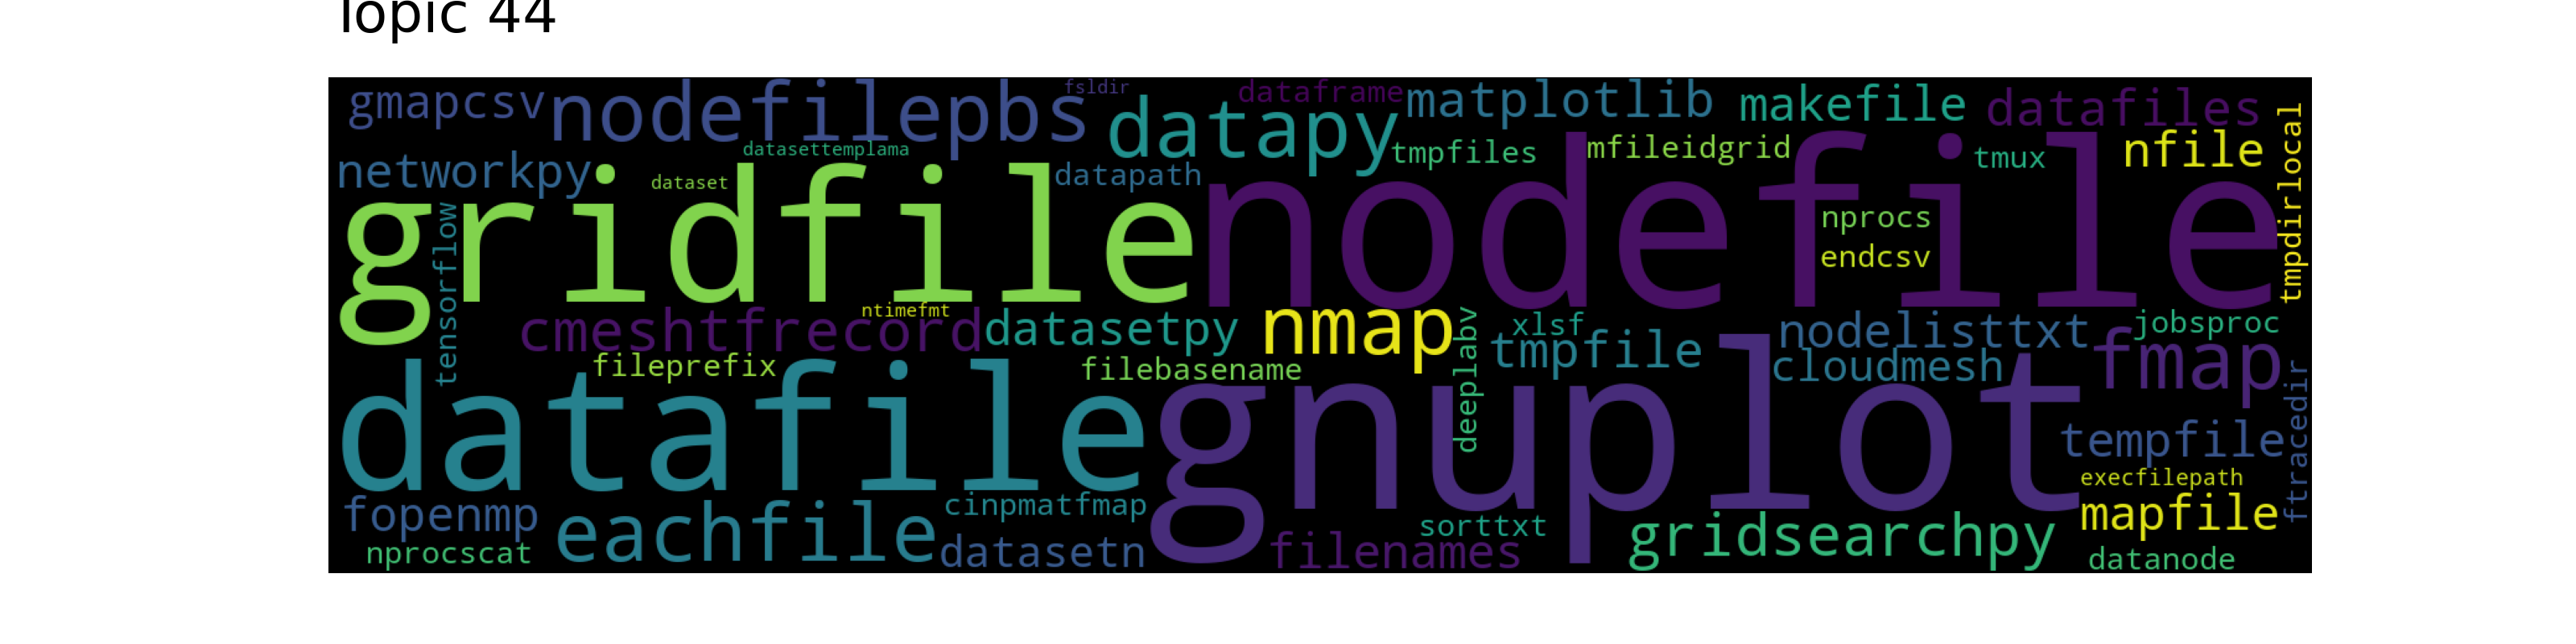 Topic 44
gmapcsv nodefilepbs fsldir datapy dataframe matplotlib makefile datafiles
networkpy datasettemplama dataset datapath tmpfiles mfileidgrid tmux nfile tmpdirlocal
gridfile nodefile nprocs
endcsv
tensorflow
cmeshtfrecord ntimefmt datasetpy nmap xlsf tmpfile nodelisttxt jobsproc
fileprefix filebasename deeplabv cloudmesh fmap
datafile gnuplot tempfile ftracedir
execfilepath
fopenmp eachfile cinpmatfmap sorttxt gridsearchpy mapfile
nprocscat datasetn filenames datanode